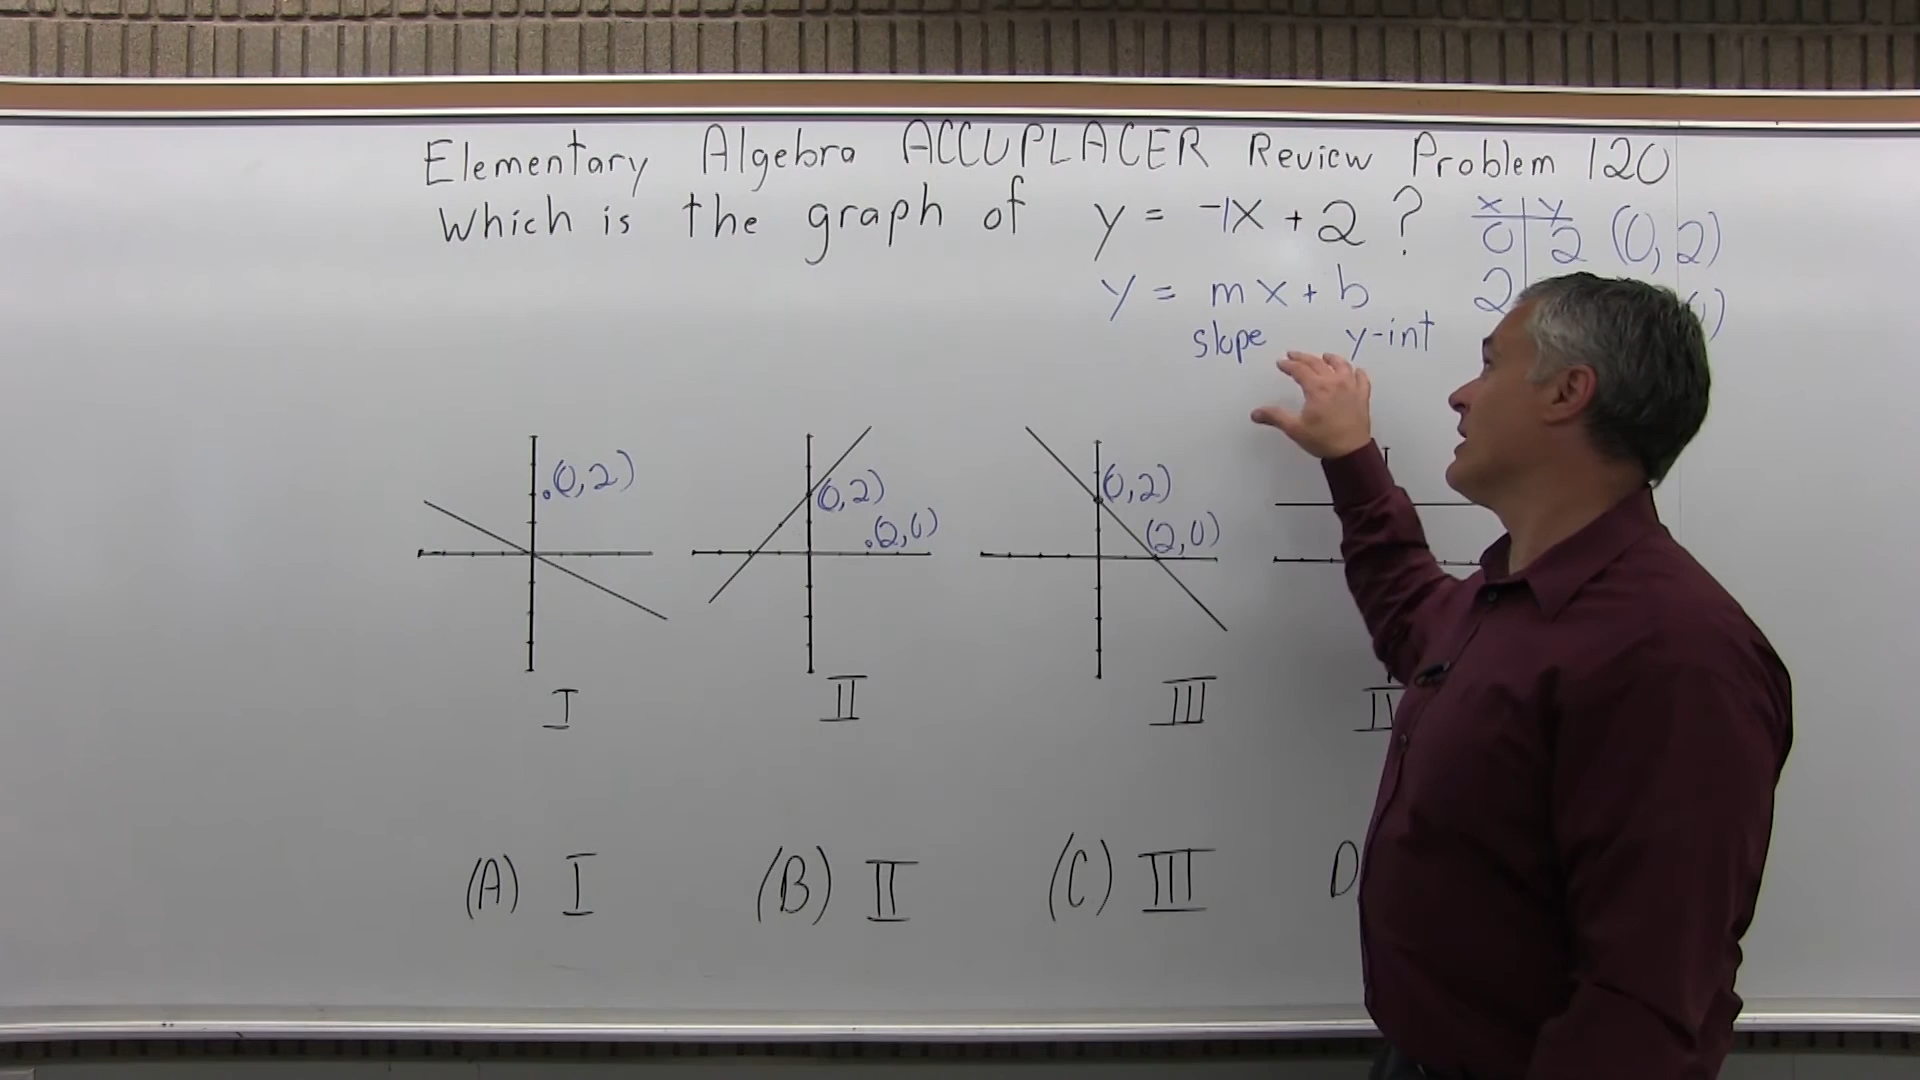 Elementary Algebra ACCUPLACER Review Problem 120
Which is the graph of y = -1x + 2 ?
x y
0 2 (0, 2)
2
y = mx + b
slope y-int
(0,2)
(0,2)
(2,0)
(0,2)
(2,0)
I II III
(A) I (B) II (C) III D